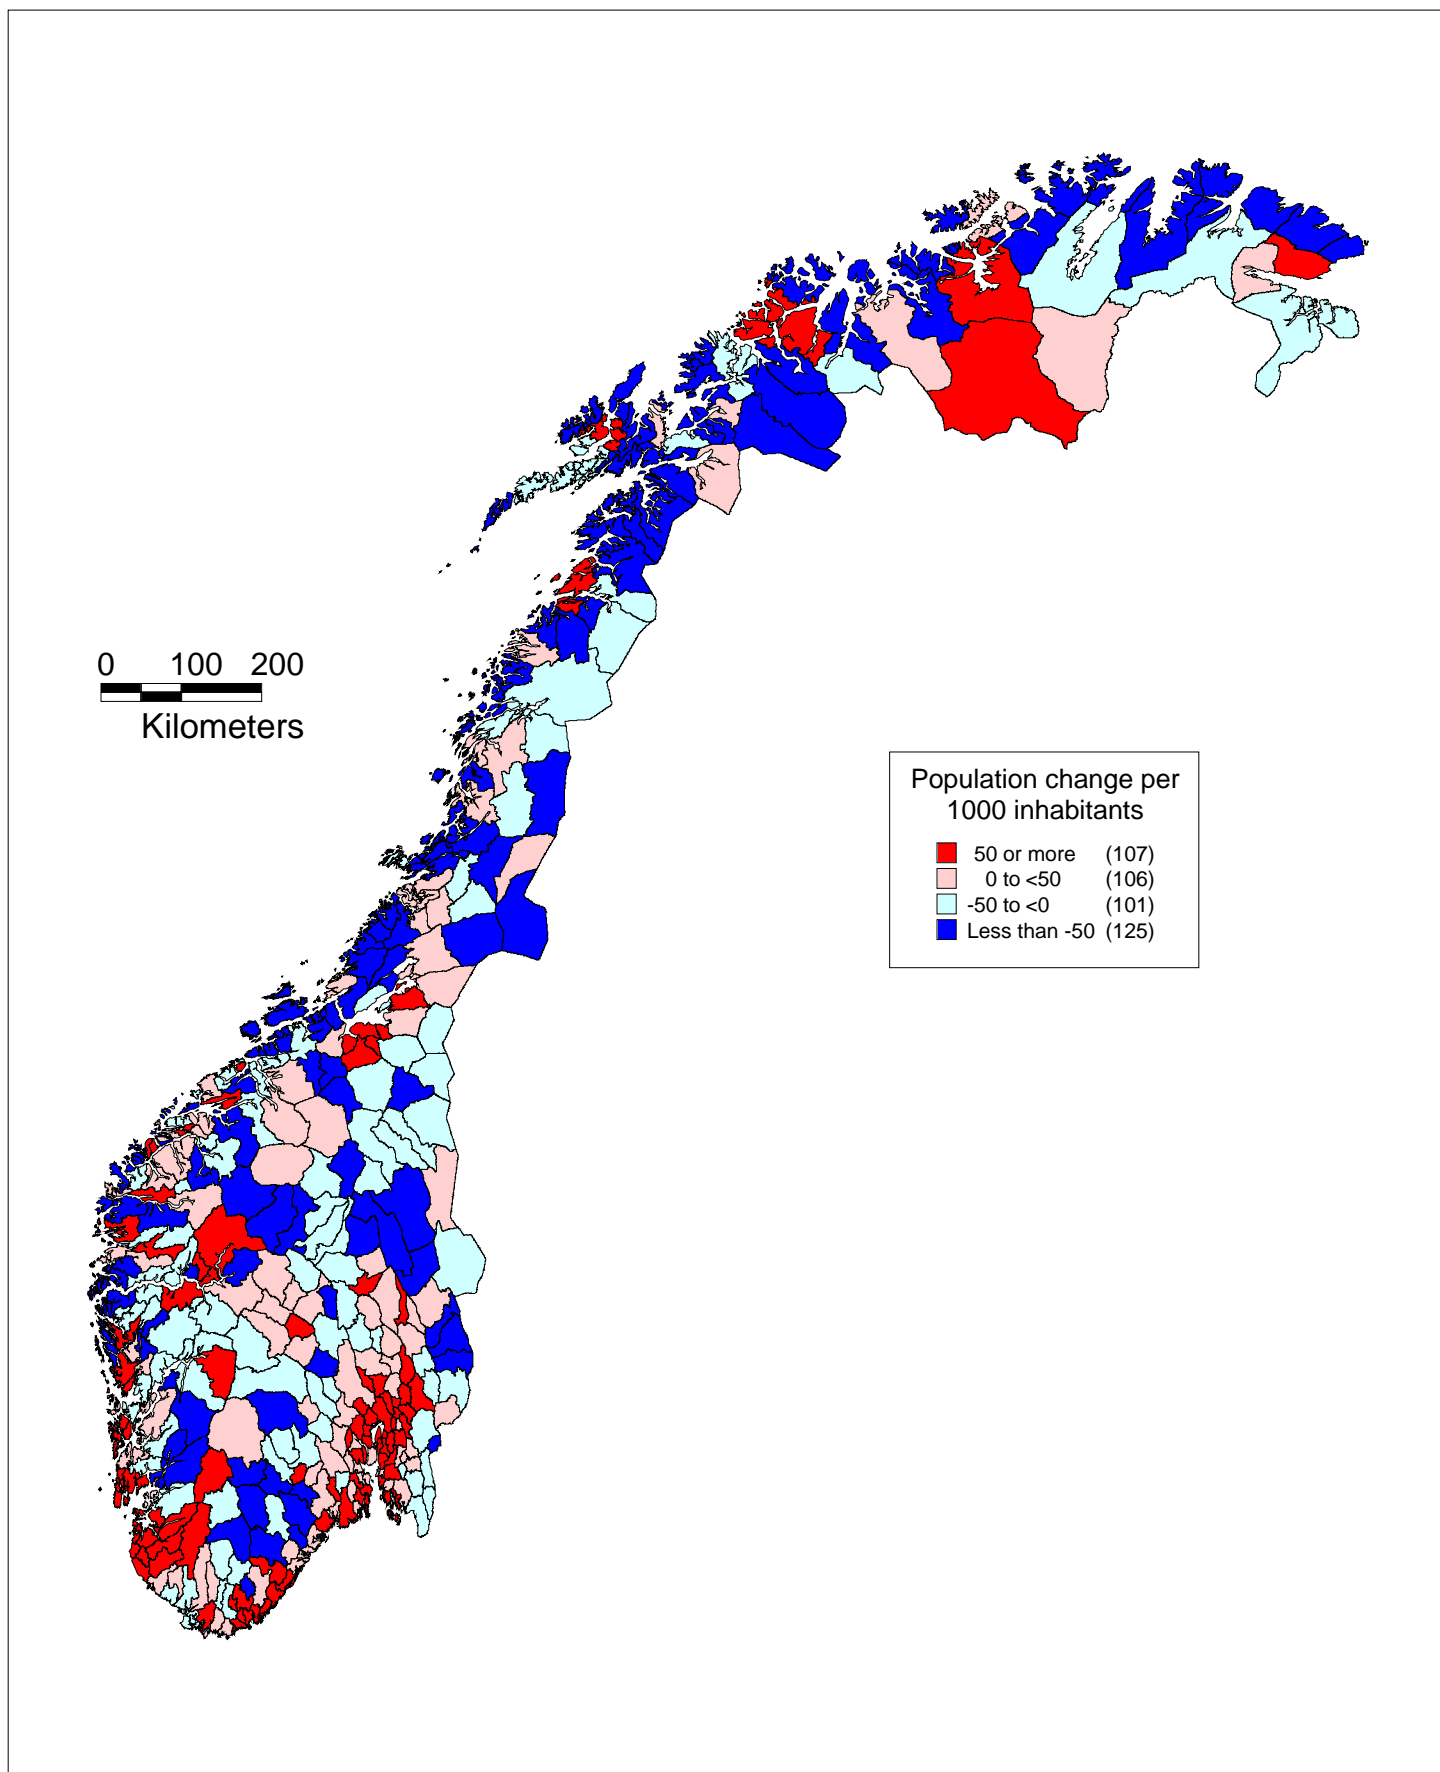 0 100 200
Kilometers
Population change per
1000 inhabitants
50 or more (107)
0 to <50 (106)
-50 to <0 (101)
Less than -50 (125)